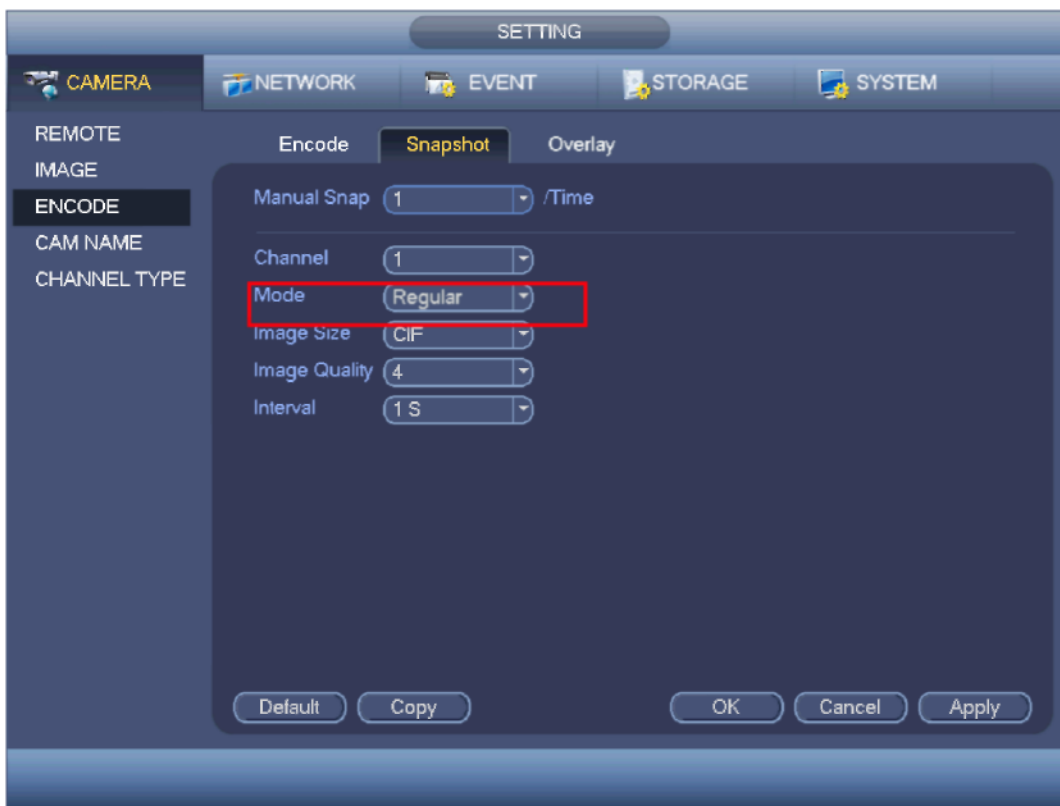 SETTING
CAMERA NETWORK EVENT STORAGE SYSTEM
REMOTE
IMAGE
ENCODE
CAM NAME
CHANNEL TYPE
Encode Snapshot Overlay
Manual Snap 1 /Time
Channel 1
Mode Regular
Image Size CIF
Image Quality 4
Interval 1 S
Default Copy OK Cancel Apply